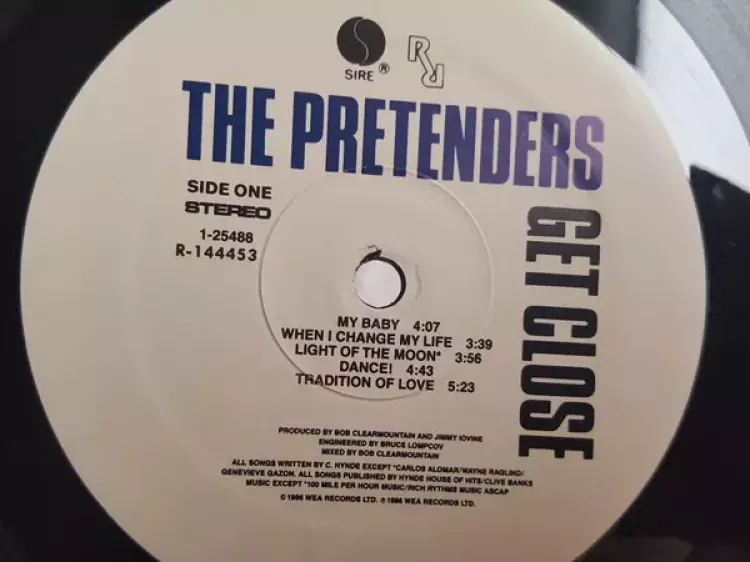 SIRE ®
RR
THE PRETENDERS
GET CLOSE
SIDE ONE
STEREO
1-25488
R-144453
MY BABY 4:07
WHEN I CHANGE MY LIFE 3:39
LIGHT OF THE MOON* 3:56
DANCE! 4:43
TRADITION OF LOVE 5:23
PRODUCED BY BOB CLEARMOUNTAIN AND JIMMY IOVINE
ENGINEERED BY BRUCE LOMPCOV
MIXED BY BOB CLEARMOUNTAIN
ALL SONGS WRITTEN BY C. HYNDE EXCEPT *CARLOS ALOMAR/WAYNE RAGLIND/
GENEVIEVE GAZON. ALL SONGS PUBLISHED BY HYNDE HOUSE OF HITS/CLIVE BANKS
MUSIC EXCEPT *100 MILE PER HOUR MUSIC/RICH RYTHMS MUSIC ASCAP
© 1986 WEA RECORDS LTD. ℗ 1986 WEA RECORDS LTD.